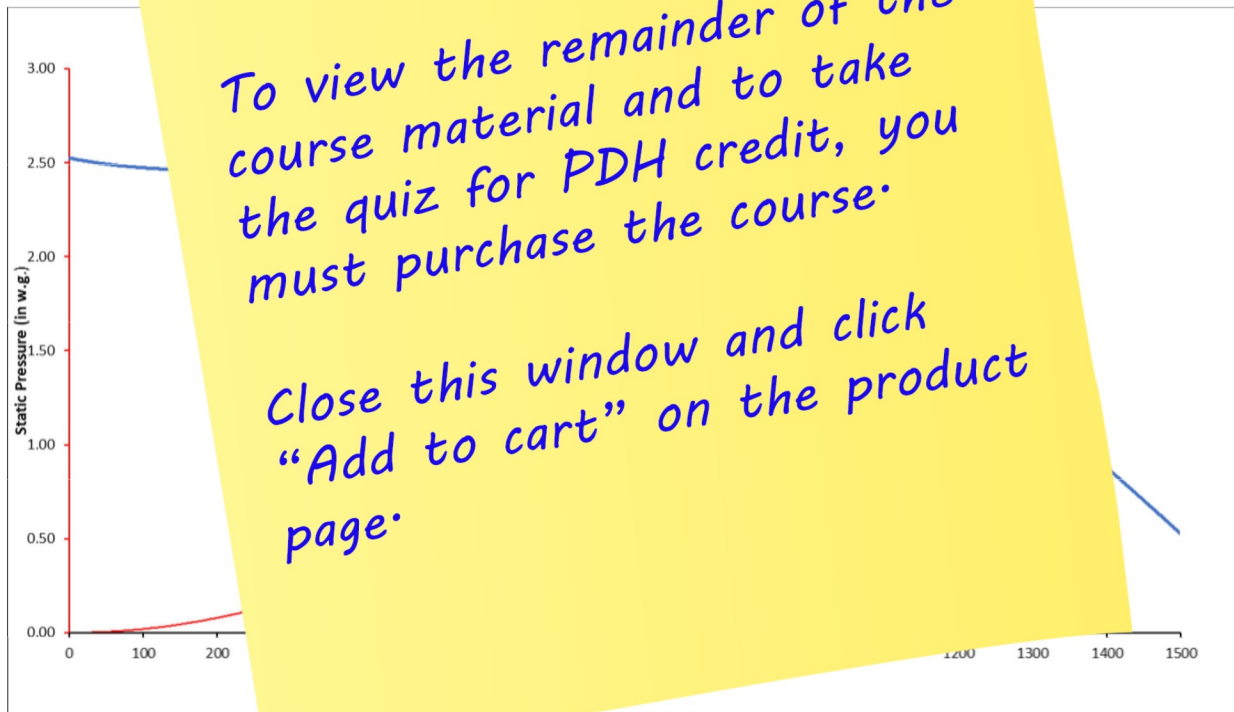 To view the remainder of the
course material and to take
the quiz for PDH credit, you
must purchase the course.
Close this window and click
“Add to cart” on the product
page.
3.00
2.50
2.00
1.50
1.00
0.50
0.00
Static Pressure (in w.g.)
0 100 200 1200 1300 1400 1500